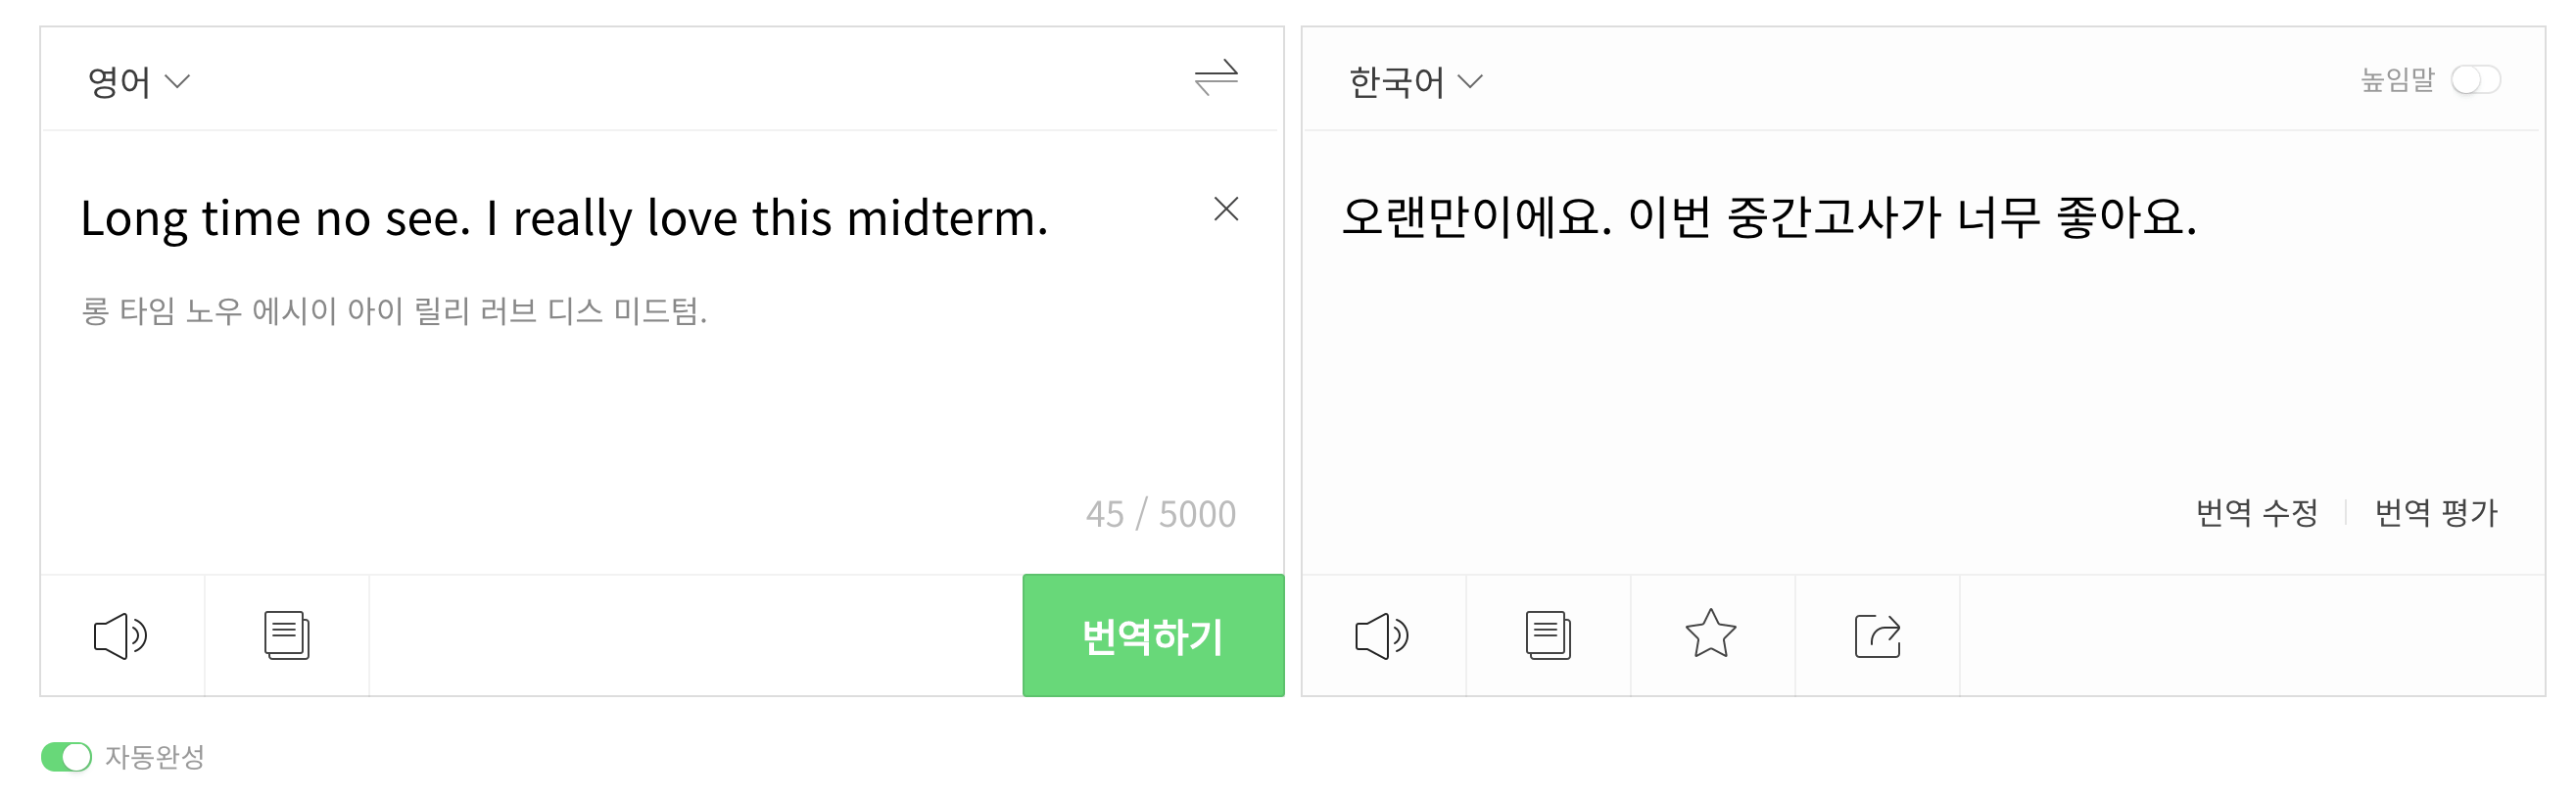 영어
한국어
높임말
Long time no see. I really love this midterm.
롱 타임 노우 에시이 아이 릴리 러브 디스 미드텀.
45 / 5000
번역하기
오랜만이에요. 이번 중간고사가 너무 좋아요.
번역 수정
번역 평가
자동완성